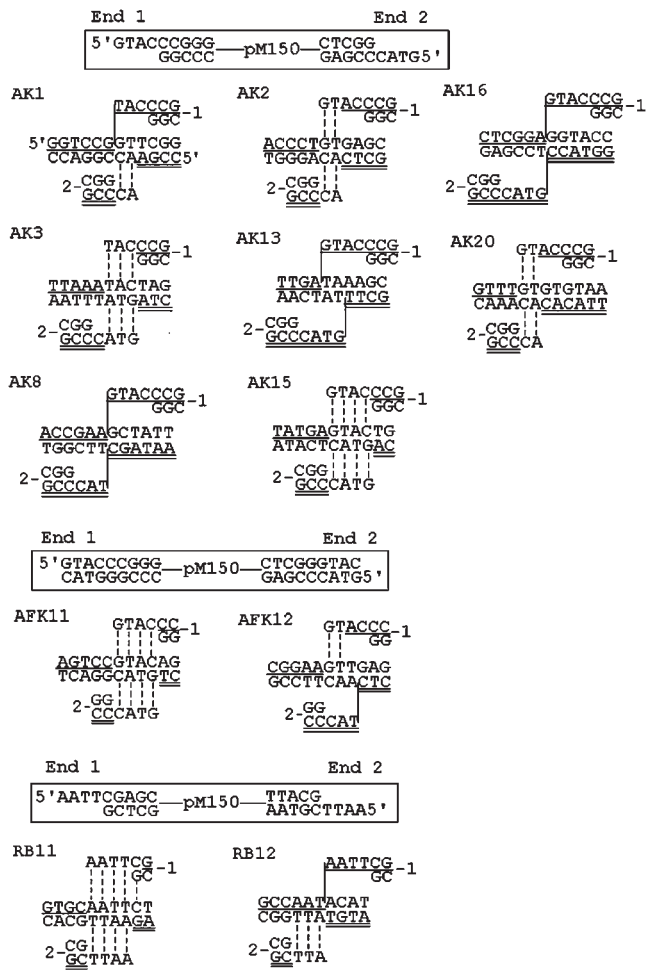 End 1 End 2
5'GTACCCGGG—pM150—CTCGG
GGCCC GAGCCCATG5'
AK1 AK2 AK16
TACCCG
GGC-1
5'GGTCCGGTTCGG
CCAGGCCAAGCC5'
CGG
2-GCCCA
GTACCCG
GGC-1
ACCCTGTGAGC
TGGGACACTCG
CGG
2-GCCCA
GTACCCG
GGC-1
CTCGGAGGTACC
GAGCCTCCATGG
CGG
2-GCCCATG
AK3 AK13 AK20
TACCCG
GGC-1
TTAAATACTAG
AATTTATGATC
CGG
2-GCCCATG
GTACCCG
GGC-1
TTGATAAAGC
AACTATTTCG
CGG
2-GCCCATG
GTACCCG
GGC-1
GTTTGTGTGTAA
CAAACACACATT
CGG
2-GCCCA
AK8 AK15
GTACCCG
GGC-1
ACCGAAGCTATT
TGGCTTCGATAA
CGG
2-GCCCAT
GTACCCG
GGC-1
TATGAGTACTG
ATACTCATGAC
CGG
2-GCCCATG
End 1 End 2
5'GTACCCGGG—pM150—CTCGGGTAC
CATGGGCCC GAGCCCATG5'
AFK11 AFK12
GTACCC
GG-1
AGTCCGTACAG
TCAGGCATGTC
GG
2-CCCATG
GTACCC
GG-1
CGGAAGTTGAG
GCCTTCAACTC
GG
2-CCCAT
End 1 End 2
5'AATTCGAGC—pM150—TTACG
GCTCG AATGCTTAA5'
RB11 RB12
AATTCG
GC-1
GTGCAATTCT
CACGTTAAGA
CG
2-GCTTAA
AATTCG
GC-1
GCCAATACAT
CGGTTATGTA
CG
2-GCTTA